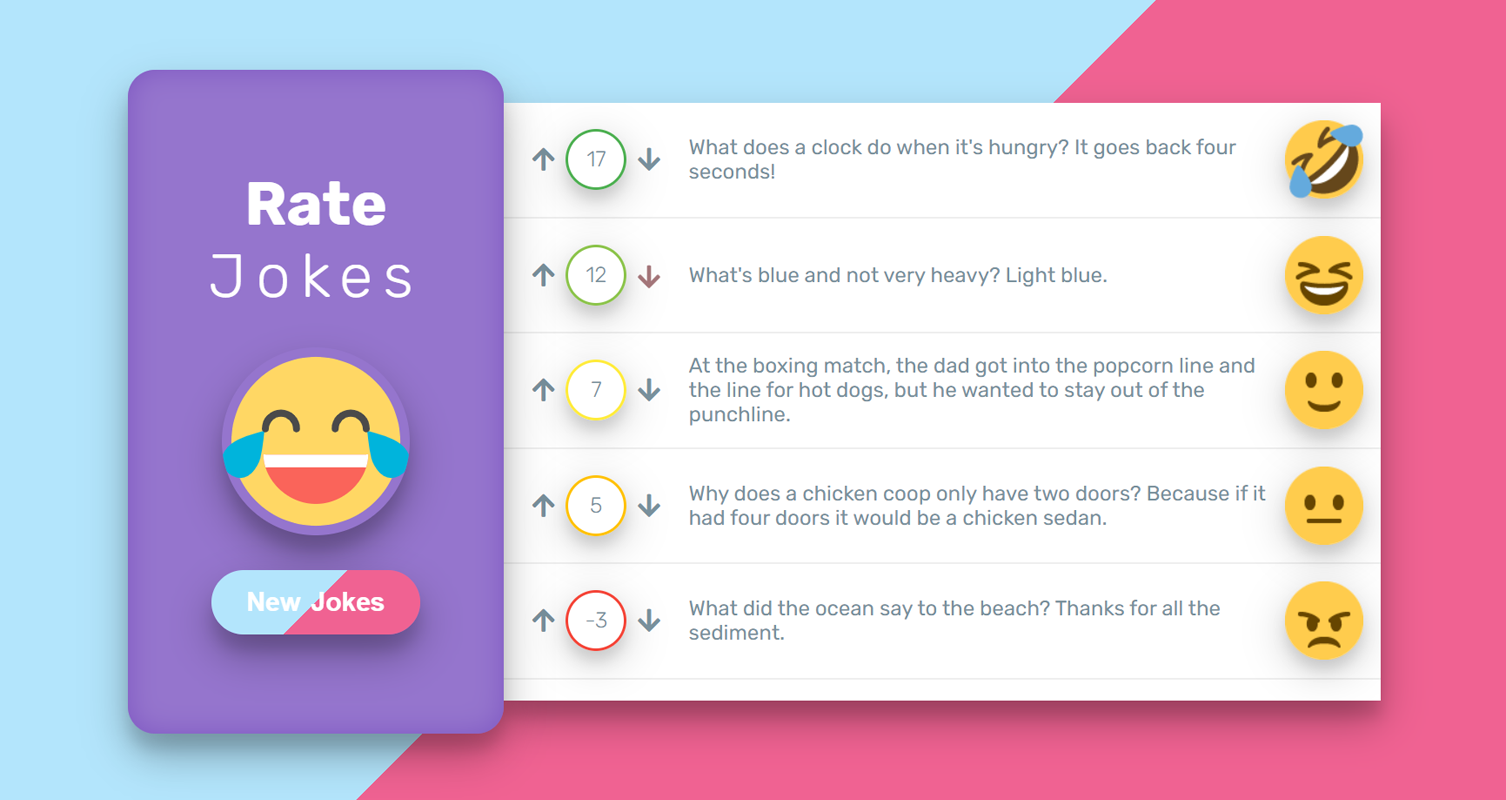 Rate
Jokes
New Jokes
17
What does a clock do when it's hungry? It goes back four
seconds!
12
What's blue and not very heavy? Light blue.
7
At the boxing match, the dad got into the popcorn line and
the line for hot dogs, but he wanted to stay out of the
punchline.
5
Why does a chicken coop only have two doors? Because if it
had four doors it would be a chicken sedan.
-3
What did the ocean say to the beach? Thanks for all the
sediment.